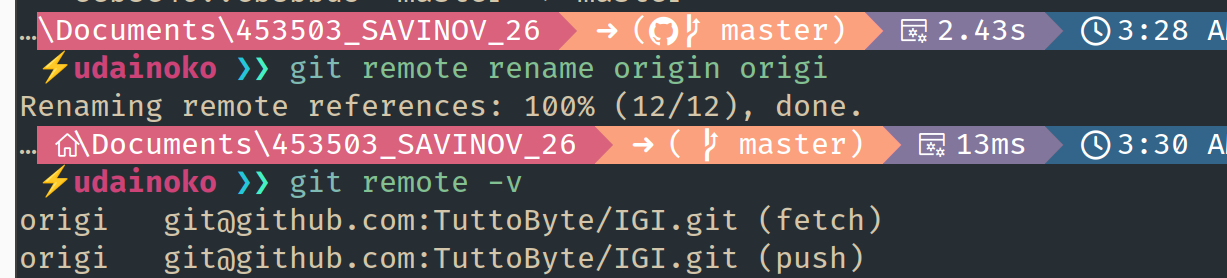 …\Documents\453503_SAVINOV_26 ➜ ( master) 2.43s 3:28
⚡udainoko ❯❯ git remote rename origin origi
Renaming remote references: 100% (12/12), done.
…\Documents\453503_SAVINOV_26 ➜ ( master) 13ms 3:30
⚡udainoko ❯❯ git remote -v
origi git@github.com:TuttoByte/IGI.git (fetch)
origi git@github.com:TuttoByte/IGI.git (push)